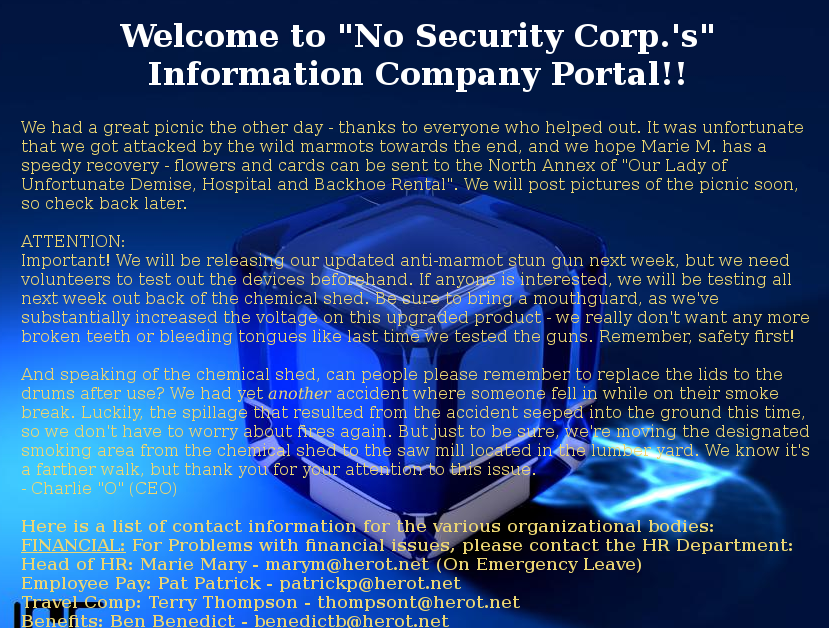 Welcome to "No Security Corp.'s"
Information Company Portal!!
We had a great picnic the other day - thanks to everyone who helped out. It was unfortunate
that we got attacked by the wild marmots towards the end, and we hope Marie M. has a
speedy recovery - flowers and cards can be sent to the North Annex of "Our Lady of
Unfortunate Demise, Hospital and Backhoe Rental". We will post pictures of the picnic soon,
so check back later.
ATTENTION:
Important! We will be releasing our updated anti-marmot stun gun next week, but we need
volunteers to test out the devices beforehand. If anyone is interested, we will be testing all
next week out back of the chemical shed. Be sure to bring a mouthguard, as we've
substantially increased the voltage on this upgraded product - we really don't want any more
broken teeth or bleeding tongues like last time we tested the guns. Remember, safety first!
And speaking of the chemical shed, can people please remember to replace the lids to the
drums after use? We had yet another accident where someone fell in while on their smoke
break. Luckily, the spillage that resulted from the accident seeped into the ground this time,
so we don't have to worry about fires again. But just to be sure, we're moving the designated
smoking area from the chemical shed to the saw mill located in the lumber yard. We know it's
a farther walk, but thank you for your attention to this issue.
- Charlie "O" (CEO)
Here is a list of contact information for the various organizational bodies:
FINANCIAL: For Problems with financial issues, please contact the HR Department:
Head of HR: Marie Mary - marym@herot.net (On Emergency Leave)
Employee Pay: Pat Patrick - patrickp@herot.net
Travel Comp: Terry Thompson - thompsont@herot.net
Benefits: Ben Benedict - benedictb@herot.net